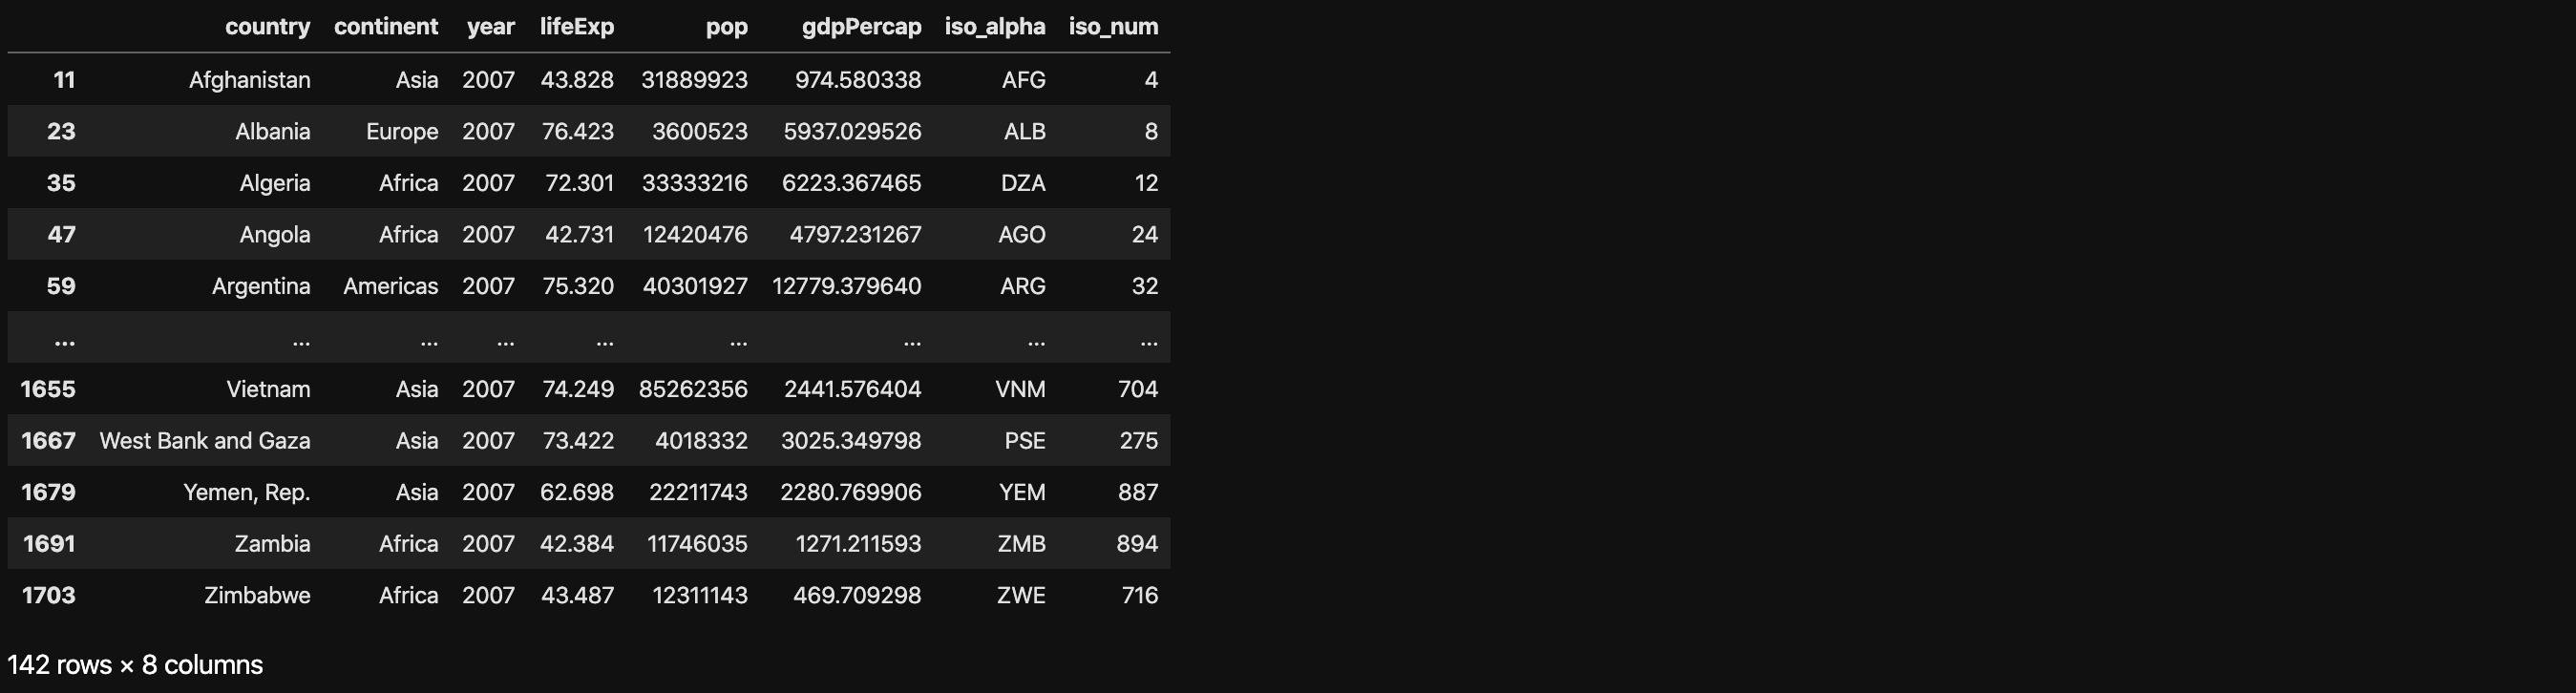 country continent year lifeExp pop gdpPercap iso_alpha iso_num
11 Afghanistan Asia 2007 43.828 31889923 974.580338 AFG 4
23 Albania Europe 2007 76.423 3600523 5937.029526 ALB 8
35 Algeria Africa 2007 72.301 33333216 6223.367465 DZA 12
47 Angola Africa 2007 42.731 12420476 4797.231267 AGO 24
59 Argentina Americas 2007 75.320 40301927 12779.379640 ARG 32
... ... ... ... ... ... ... ... ...
1655 Vietnam Asia 2007 74.249 85262356 2441.576404 VNM 704
1667 West Bank and Gaza Asia 2007 73.422 4018332 3025.349798 PSE 275
1679 Yemen, Rep. Asia 2007 62.698 22211743 2280.769906 YEM 887
1691 Zambia Africa 2007 42.384 11746035 1271.211593 ZMB 894
1703 Zimbabwe Africa 2007 43.487 12311143 469.709298 ZWE 716
142 rows × 8 columns